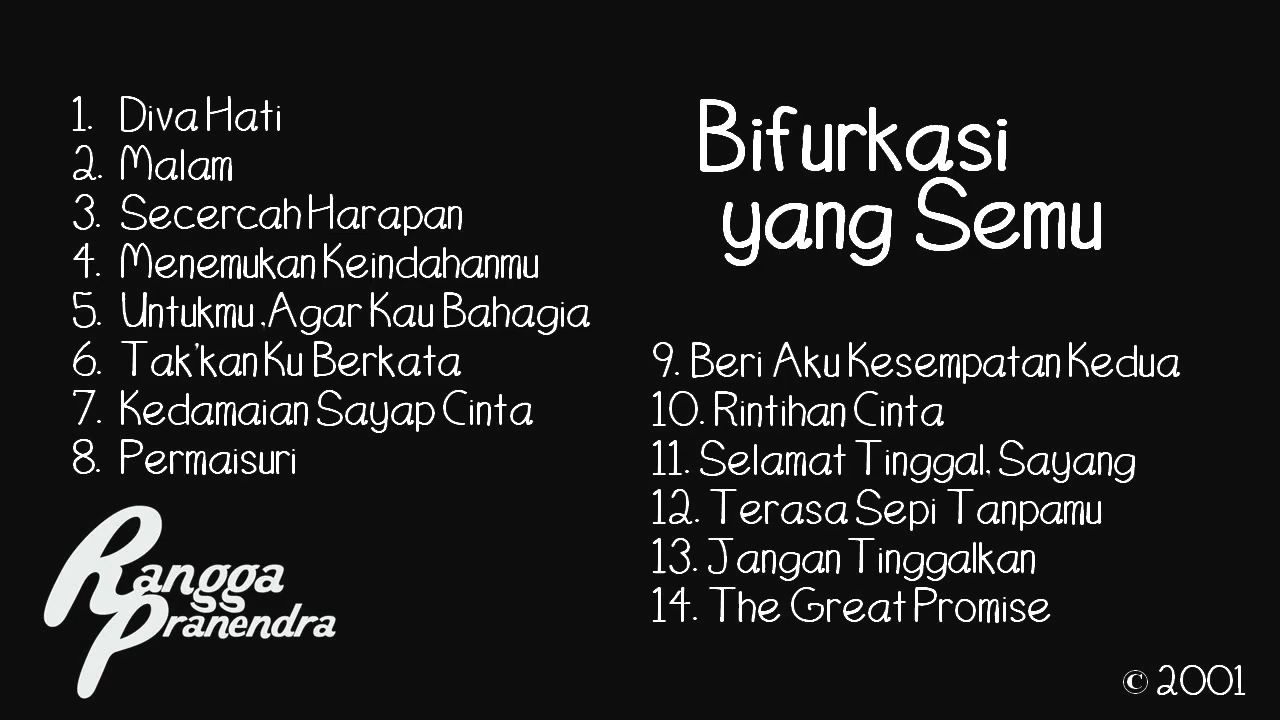 1. Diva Hati
2. Malam
3. Secercah Harapan
4. Menemukan Keindahanmu
5. Untukmu, Agar Kau Bahagia
6. Tak'kan Ku Berkata
7. Kedamaian Sayap Cinta
8. Permaisuri
Rangga
Pranendra
Bifurkasi
yang Semu
9. Beri Aku Kesempatan Kedua
10. Rintihan Cinta
11. Selamat Tinggal, Sayang
12. Terasa Sepi Tanpamu
13. Jangan Tinggalkan
14. The Great Promise
© 2001